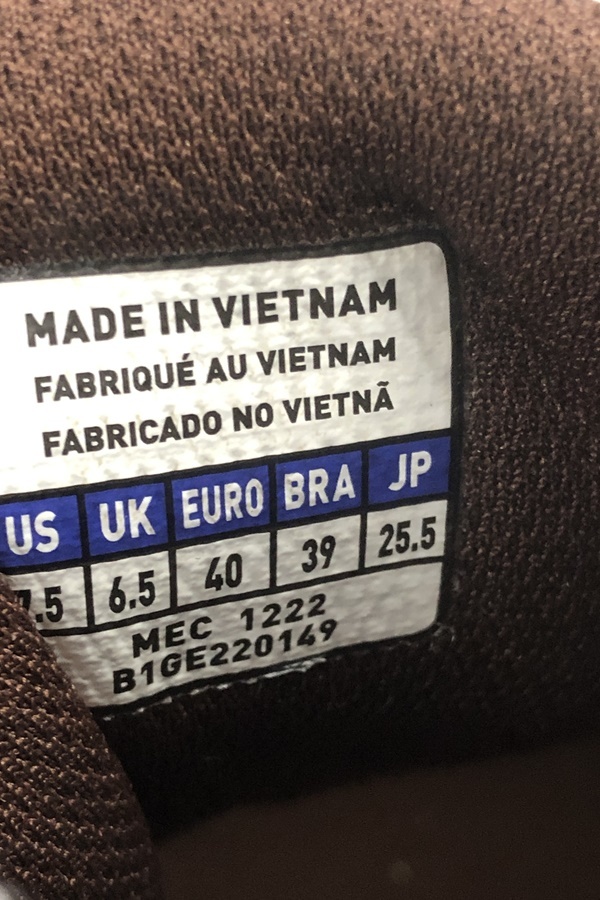 MADE IN VIETNAM
FABRIQUÉ AU VIETNAM
FABRICADO NO VIETNÃ
US UK EURO BRA JP
7.5 6.5 40 39 25.5
MEC 1222
B1GE220149